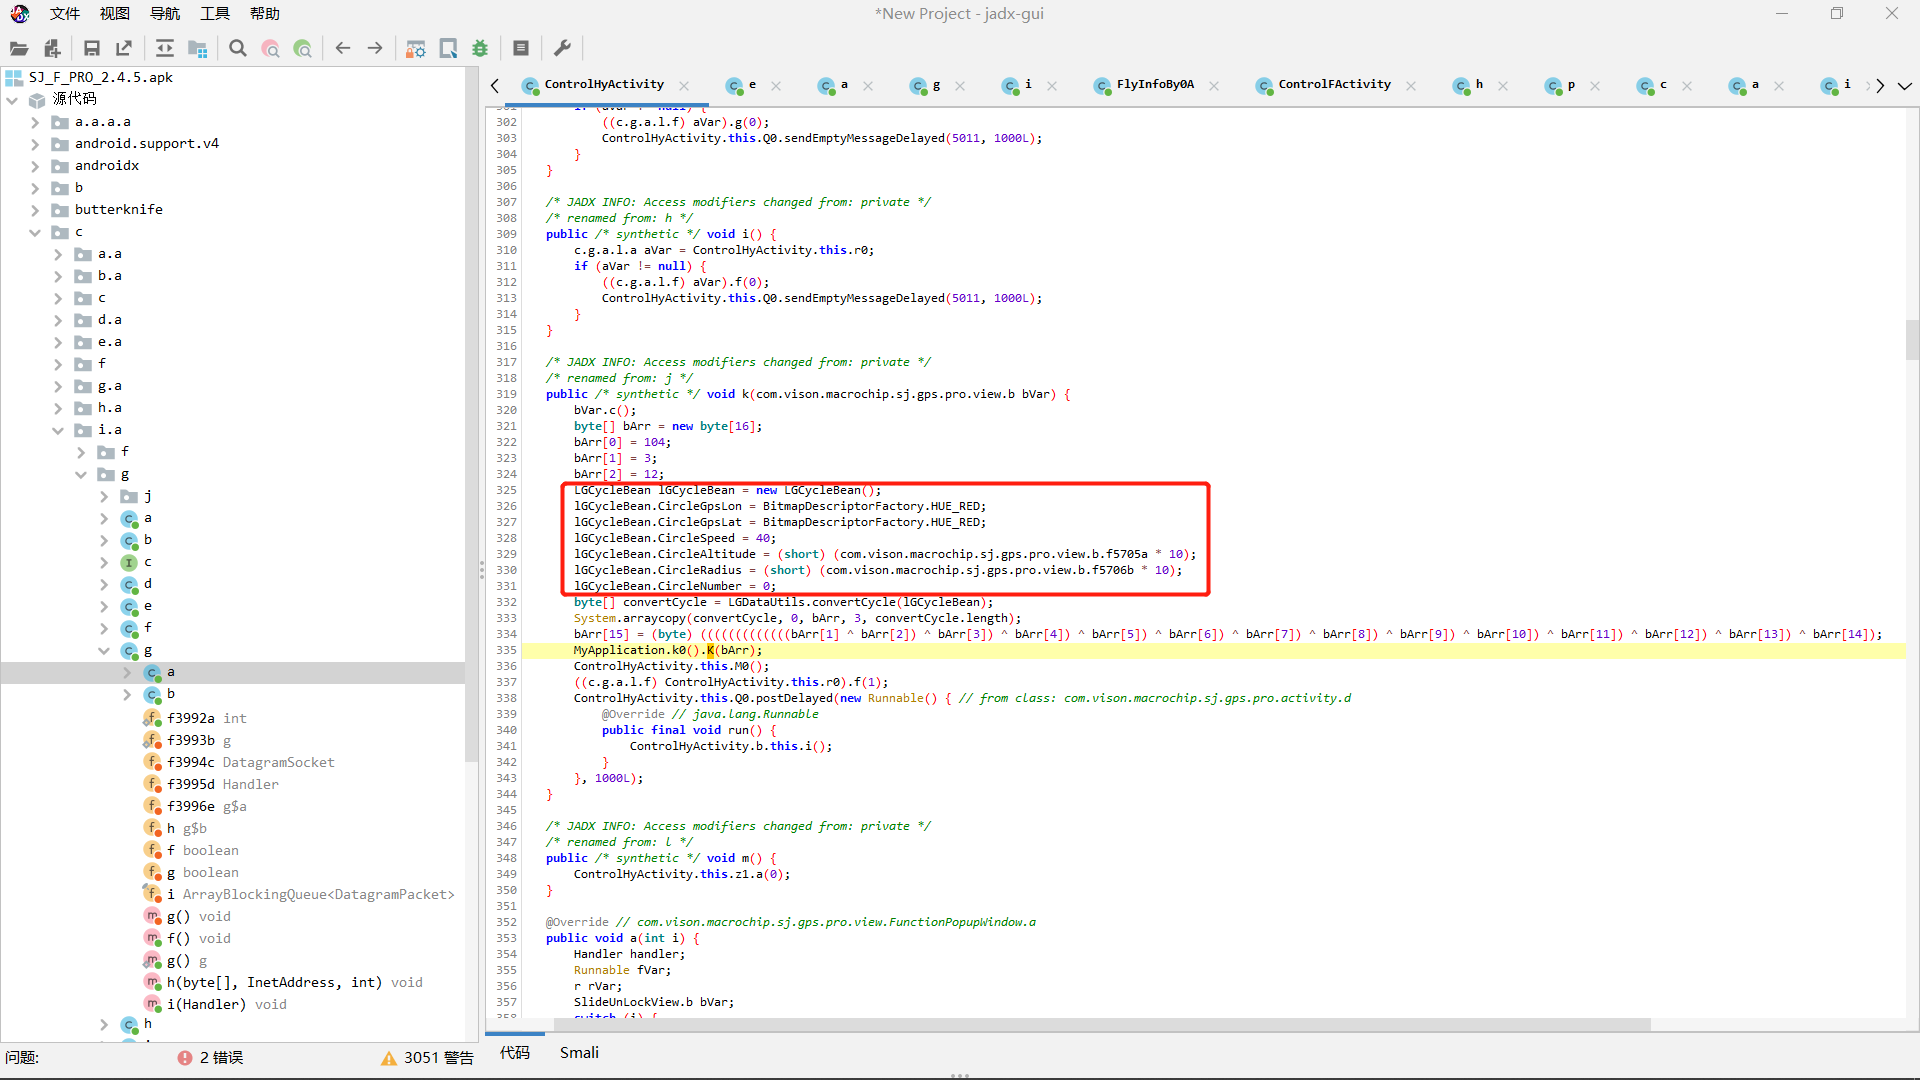 文件 视图 导航 工具 帮助
*New Project - jadx-gui
SJ_F_PRO_2.4.5.apk
源代码
a.a.a.a
android.support.v4
androidx
b
butterknife
c
a.a
b.a
c
d.a
e.a
f
g.a
h.a
i.a
f
g
j
a
b
c
d
e
f
g
a
b
f3992a int
f3993b g
f3994c DatagramSocket
f3995d Handler
f3996e g$a
h g$b
f boolean
g boolean
i ArrayBlockingQueue<DatagramPacket>
g() void
f() void
g() g
h(byte[], InetAddress, int) void
i(Handler) void
h
问题: 2 错误 3051 警告
ControlHyActivity e a g i FlyInfoBy0A ControlFActivity h p c a i
302 ((c.g.a.l.f) aVar).g(0);
303 ControlHyActivity.this.Q0.sendEmptyMessageDelayed(5011, 1000L);
304 }
305 }
306
307 /* JADX INFO: Access modifiers changed from: private */
308 /* renamed from: h */
309 public /* synthetic */ void i() {
310 c.g.a.l.a aVar = ControlHyActivity.this.r0;
311 if (aVar != null) {
312 ((c.g.a.l.f) aVar).f(0);
313 ControlHyActivity.this.Q0.sendEmptyMessageDelayed(5011, 1000L);
314 }
315 }
316
317 /* JADX INFO: Access modifiers changed from: private */
318 /* renamed from: j */
319 public /* synthetic */ void k(com.vison.macrochip.sj.gps.pro.view.b bVar) {
320 bVar.c();
321 byte[] bArr = new byte[16];
322 bArr[0] = 104;
323 bArr[1] = 3;
324 bArr[2] = 12;
325 LGCycleBean lGCycleBean = new LGCycleBean();
326 lGCycleBean.CircleGpsLon = BitmapDescriptorFactory.HUE_RED;
327 lGCycleBean.CircleGpsLat = BitmapDescriptorFactory.HUE_RED;
328 lGCycleBean.CircleSpeed = 40;
329 lGCycleBean.CircleAltitude = (short) (com.vison.macrochip.sj.gps.pro.view.b.f5705a * 10);
330 lGCycleBean.CircleRadius = (short) (com.vison.macrochip.sj.gps.pro.view.b.f5706b * 10);
331 lGCycleBean.CircleNumber = 0;
332 byte[] convertCycle = LGDataUtils.convertCycle(lGCycleBean);
333 System.arraycopy(convertCycle, 0, bArr, 3, convertCycle.length);
334 bArr[15] = (byte) (((((((((((((bArr[1] ^ bArr[2]) ^ bArr[3]) ^ bArr[4]) ^ bArr[5]) ^ bArr[6]) ^ bArr[7]) ^ bArr[8]) ^ bArr[9]) ^ bArr[10]) ^ bArr[11]) ^ bArr[12]) ^ bArr[13]) ^ bArr[14]);
335 MyApplication.k0().K(bArr);
336 ControlHyActivity.this.M0();
337 ((c.g.a.l.f) ControlHyActivity.this.r0).f(1);
338 ControlHyActivity.this.Q0.postDelayed(new Runnable() { // from class: com.vison.macrochip.sj.gps.pro.activity.d
339 @Override // java.lang.Runnable
340 public final void run() {
341 ControlHyActivity.b.this.i();
342 }
343 }, 1000L);
344 }
345
346 /* JADX INFO: Access modifiers changed from: private */
347 /* renamed from: l */
348 public /* synthetic */ void m() {
349 ControlHyActivity.this.z1.a(0);
350 }
351
352 @Override // com.vison.macrochip.sj.gps.pro.view.FunctionPopupWindow.a
353 public void a(int i) {
354 Handler handler;
355 Runnable fVar;
356 r rVar;
357 SlideUnLockView.b bVar;
358 switch (i) {
代码 Smali